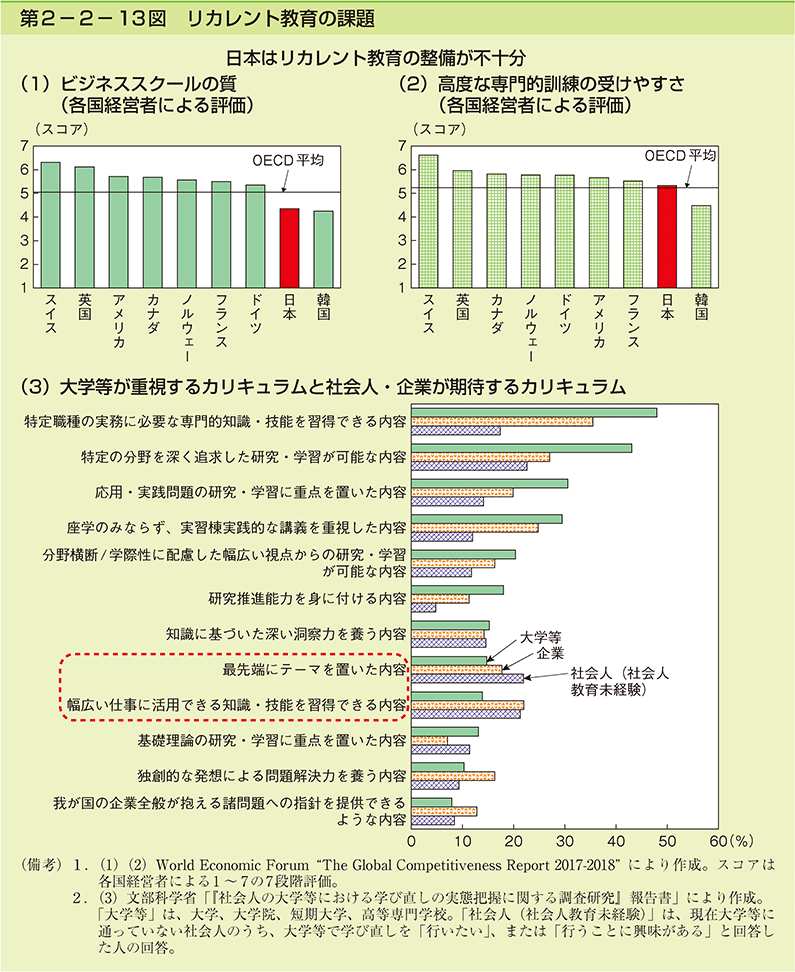 第２－２－13図　リカレント教育の課題
日本はリカレント教育の整備が不十分
（1）ビジネススクールの質
（各国経営者による評価）
（スコア）
7
6
5
4
3
2
1
OECD 平均
スイス
英国
アメリカ
カナダ
ノルウェー
フランス
ドイツ
日本
韓国
（2）高度な専門的訓練の受けやすさ
（各国経営者による評価）
（スコア）
7
6
5
4
3
2
1
OECD 平均
スイス
英国
カナダ
ノルウェー
ドイツ
アメリカ
フランス
日本
韓国
（3）大学等が重視するカリキュラムと社会人・企業が期待するカリキュラム
特定職種の実務に必要な専門的知識・技能を習得できる内容
特定の分野を深く追求した研究・学習が可能な内容
応用・実践問題の研究・学習に重点を置いた内容
座学のみならず、実習棟実践的な講義を重視した内容
分野横断/学際性に配慮した幅広い視点からの研究・学習
が可能な内容
研究推進能力を身に付ける内容
知識に基づいた深い洞察力を養う内容
最先端にテーマを置いた内容
幅広い仕事に活用できる知識・技能を習得できる内容
基礎理論の研究・学習に重点を置いた内容
独創的な発想による問題解決力を養う内容
我が国の企業全般が抱える諸問題への指針を提供できる
ような内容
大学等
企業
社会人（社会人
教育未経験）
0 10 20 30 40 50 60（%）
（備考）１．（1）（2）World Economic Forum “The Global Competitiveness Report 2017-2018” により作成。スコアは
各国経営者による１～７の７段階評価。
２．（3）文部科学省「『社会人の大学等における学び直しの実態把握に関する調査研究』報告書」により作成。
「大学等」は、大学、大学院、短期大学、高等専門学校。「社会人（社会人教育未経験）」は、現在大学等に
通っていない社会人のうち、大学等で学び直しを「行いたい」、または「行うことに興味がある」と回答し
た人の回答。